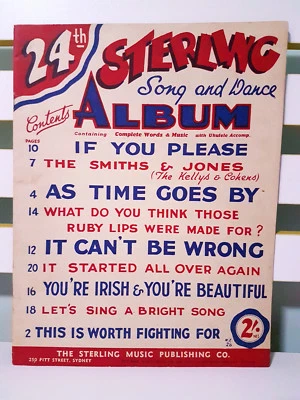 24th STERLING
Song and Dance
Contents ALBUM
Containing Complete Words & Music with Ukulele Accomp.
PAGES
10 IF YOU PLEASE
7 THE SMITHS & JONES
(The Kellys & Cohens)
4 AS TIME GOES BY
14 WHAT DO YOU THINK THOSE
RUBY LIPS WERE MADE FOR?
12 IT CAN'T BE WRONG
20 IT STARTED ALL OVER AGAIN
16 YOU'RE IRISH & YOU'RE BEAUTIFUL
18 LET'S SING A BRIGHT SONG
2 THIS IS WORTH FIGHTING FOR
2/-
THE STERLING MUSIC PUBLISHING CO.
250 PITT STREET, SYDNEY